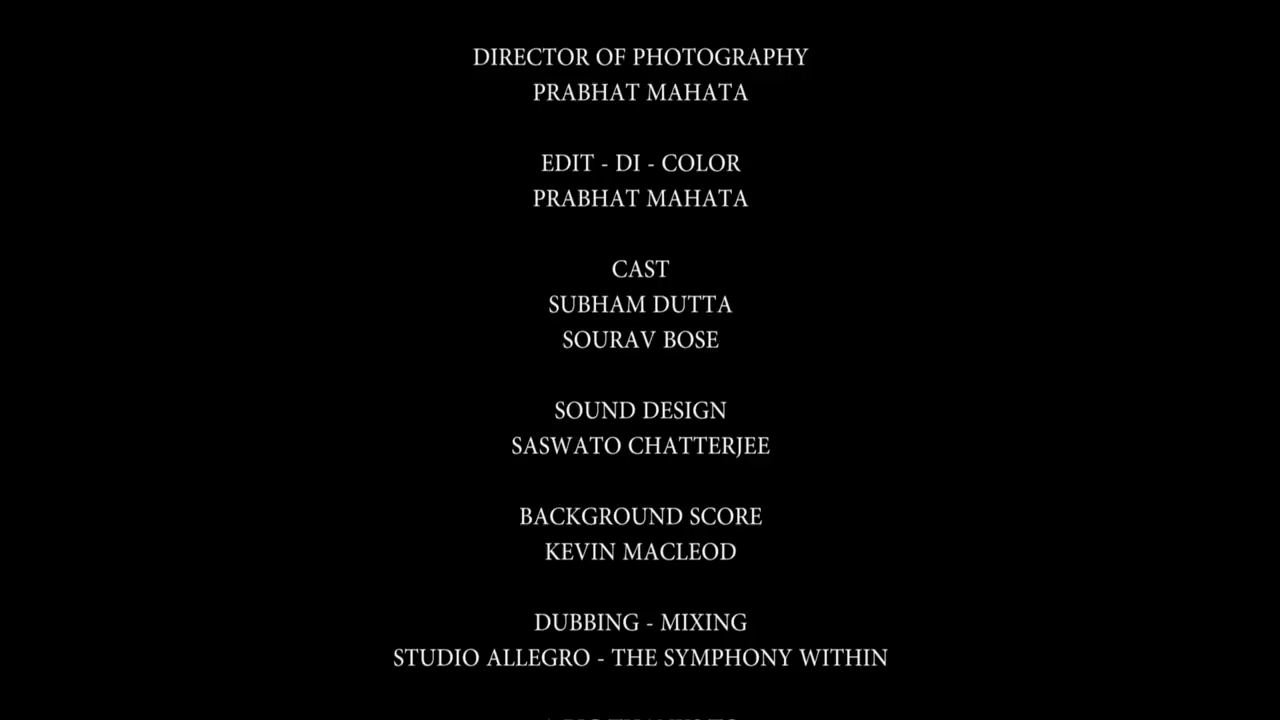 DIRECTOR OF PHOTOGRAPHY
PRABHAT MAHATA
EDIT - DI - COLOR
PRABHAT MAHATA
CAST
SUBHAM DUTTA
SOURAV BOSE
SOUND DESIGN
SASWATO CHATTERJEE
BACKGROUND SCORE
KEVIN MACLEOD
DUBBING - MIXING
STUDIO ALLEGRO - THE SYMPHONY WITHIN